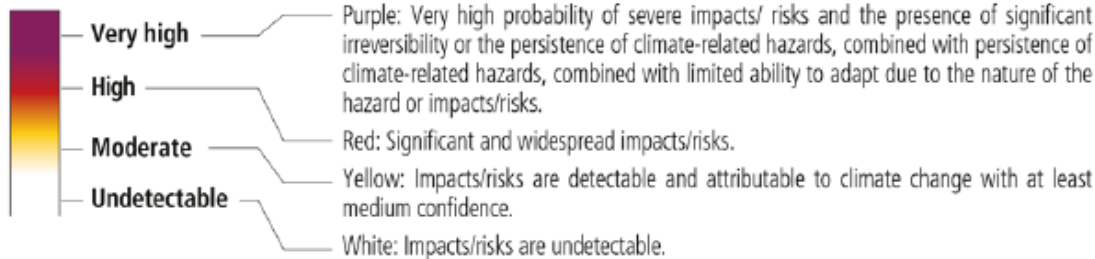 Very high
Purple: Very high probability of severe impacts/ risks and the presence of significant
irreversibility or the persistence of climate-related hazards, combined with persistence of
climate-related hazards, combined with limited ability to adapt due to the nature of the
hazard or impacts/risks.
High
Red: Significant and widespread impacts/risks.
Moderate
Yellow: Impacts/risks are detectable and attributable to climate change with at least
medium confidence.
Undetectable
White: Impacts/risks are undetectable.